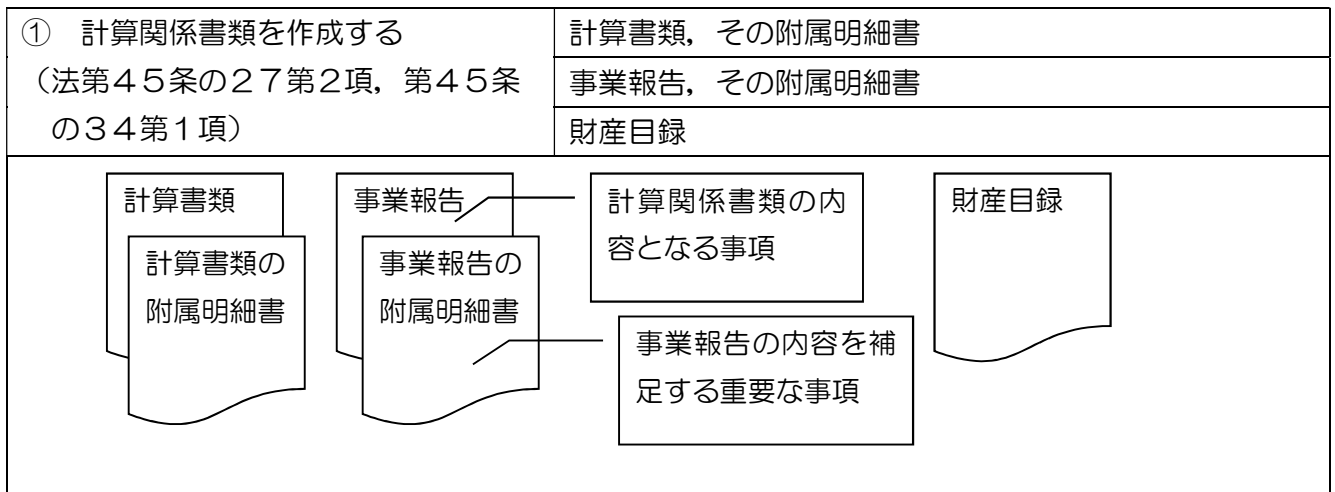 ① 計算関係書類を作成する
(法第45条の27第2項，第45条
の34第1項)
計算書類，その附属明細書
事業報告，その附属明細書
財産目録
計算書類
計算書類の
附属明細書
事業報告
事業報告の
附属明細書
計算関係書類の内
容となる事項
事業報告の内容を補
足する重要な事項
財産目録